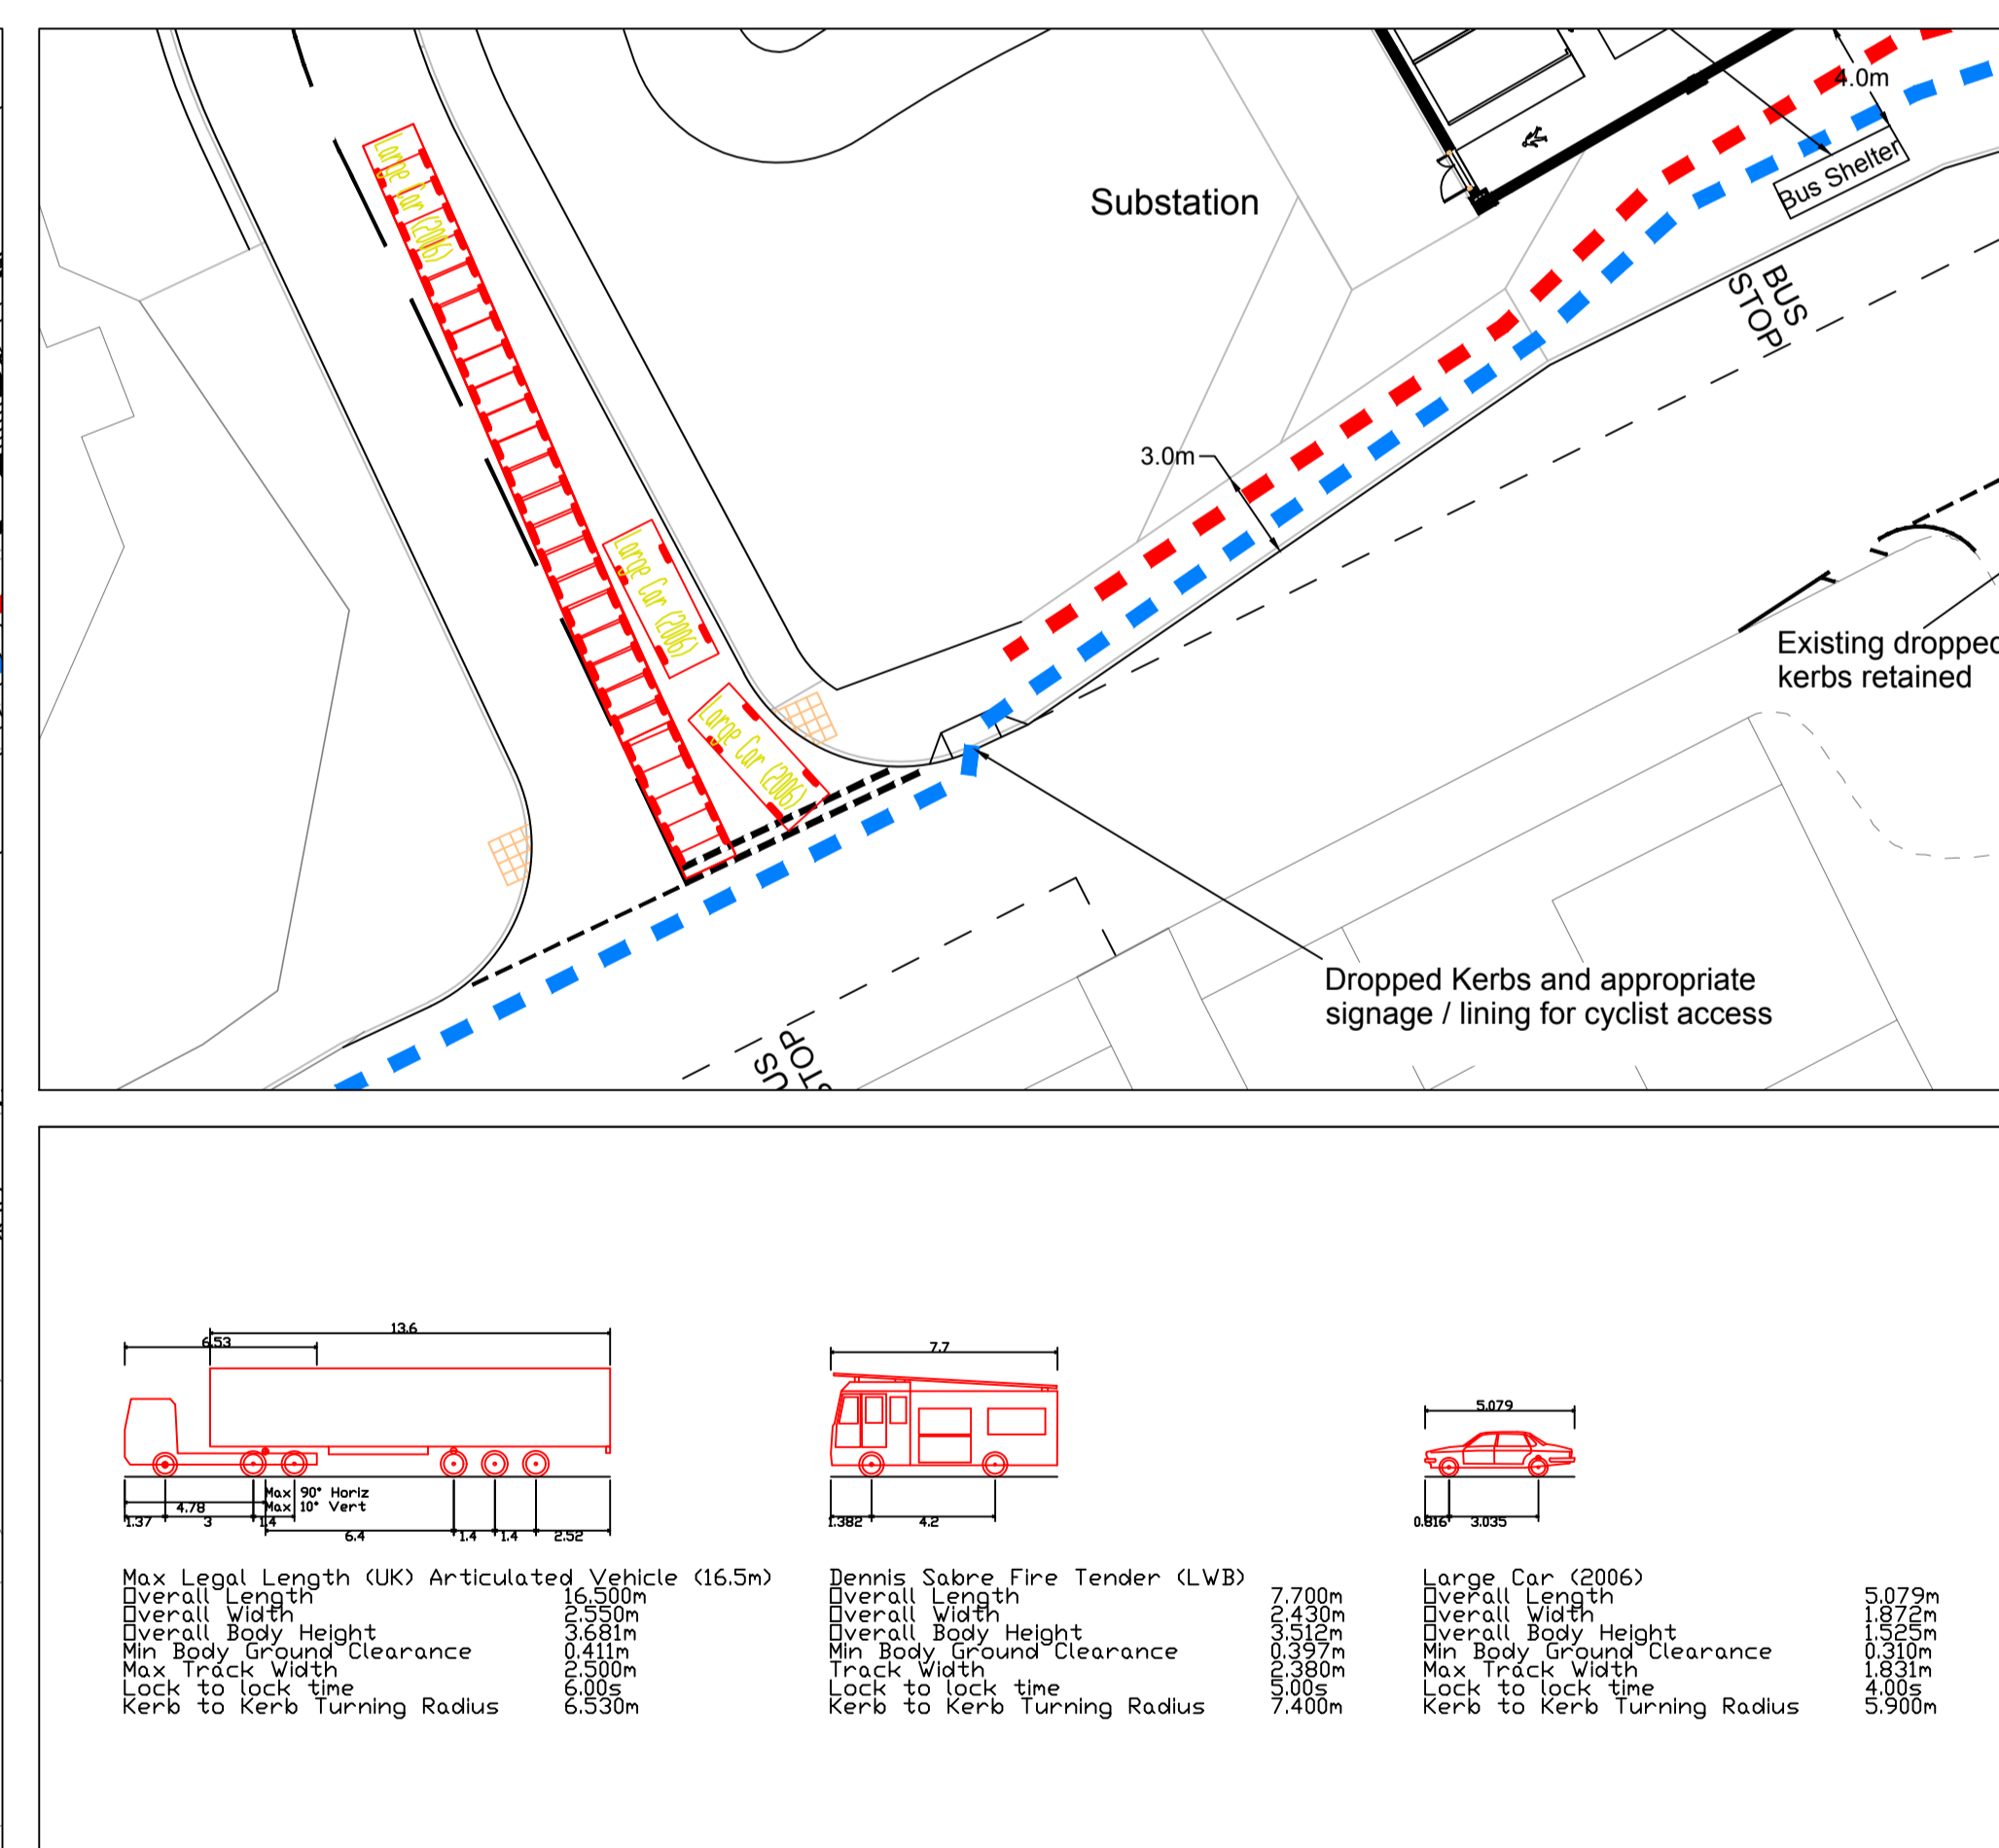 4.0m
Bus Shelter
Substation
BUS
STOP
3.0m
Large Car (2006)
Large Car (2006)
Large Car (2006)
Existing dropped
kerbs retained
Dropped Kerbs and appropriate
signage / lining for cyclist access
13.6
6.53
Max 90° Horiz
Max 10° Vert
4.78
1.37
3
1.4
6.4
1.4
1.4
2.52
7.7
1.382
4.2
5.079
0.816
3.035
Max Legal Length (UK) Articulated Vehicle (16.5m)
Overall Length 16.500m
Overall Width 2.550m
Overall Body Height 3.681m
Min Body Ground Clearance 0.411m
Max Track Width 2.500m
Lock to lock time 6.00s
Kerb to Kerb Turning Radius 6.530m
Dennis Sabre Fire Tender (LWB)
Overall Length 7.700m
Overall Width 2.430m
Overall Body Height 3.512m
Min Body Ground Clearance 0.397m
Track Width 2.380m
Lock to lock time 5.00s
Kerb to Kerb Turning Radius 7.400m
Large Car (2006)
Overall Length 5.079m
Overall Width 1.872m
Overall Body Height 1.525m
Min Body Ground Clearance 0.310m
Max Track Width 1.831m
Lock to lock time 4.00s
Kerb to Kerb Turning Radius 5.900m